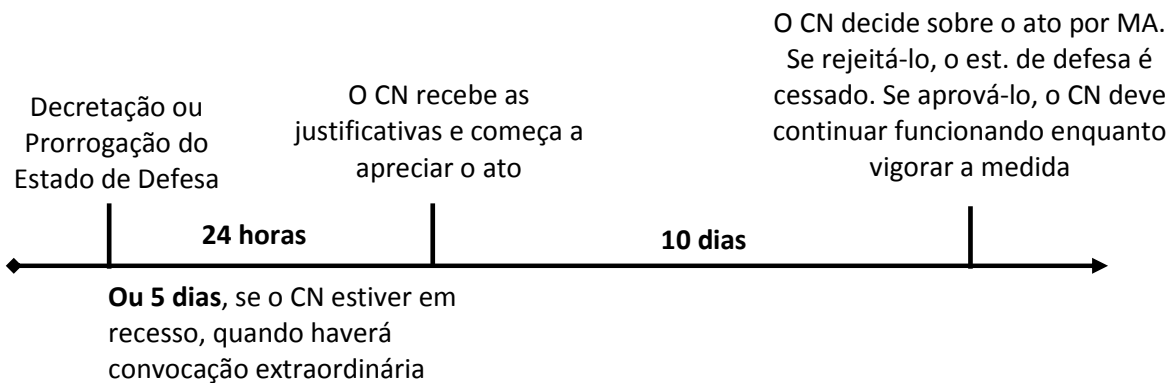 Decretação ou
Prorrogação do
Estado de Defesa
O CN recebe as
justificativas e começa a
apreciar o ato
O CN decide sobre o ato por MA.
Se rejeitá-lo, o est. de defesa é
cessado. Se aprová-lo, o CN deve
continuar funcionando enquanto
vigorar a medida
24 horas
10 dias
Ou 5 dias, se o CN estiver em
recesso, quando haverá
convocação extraordinária